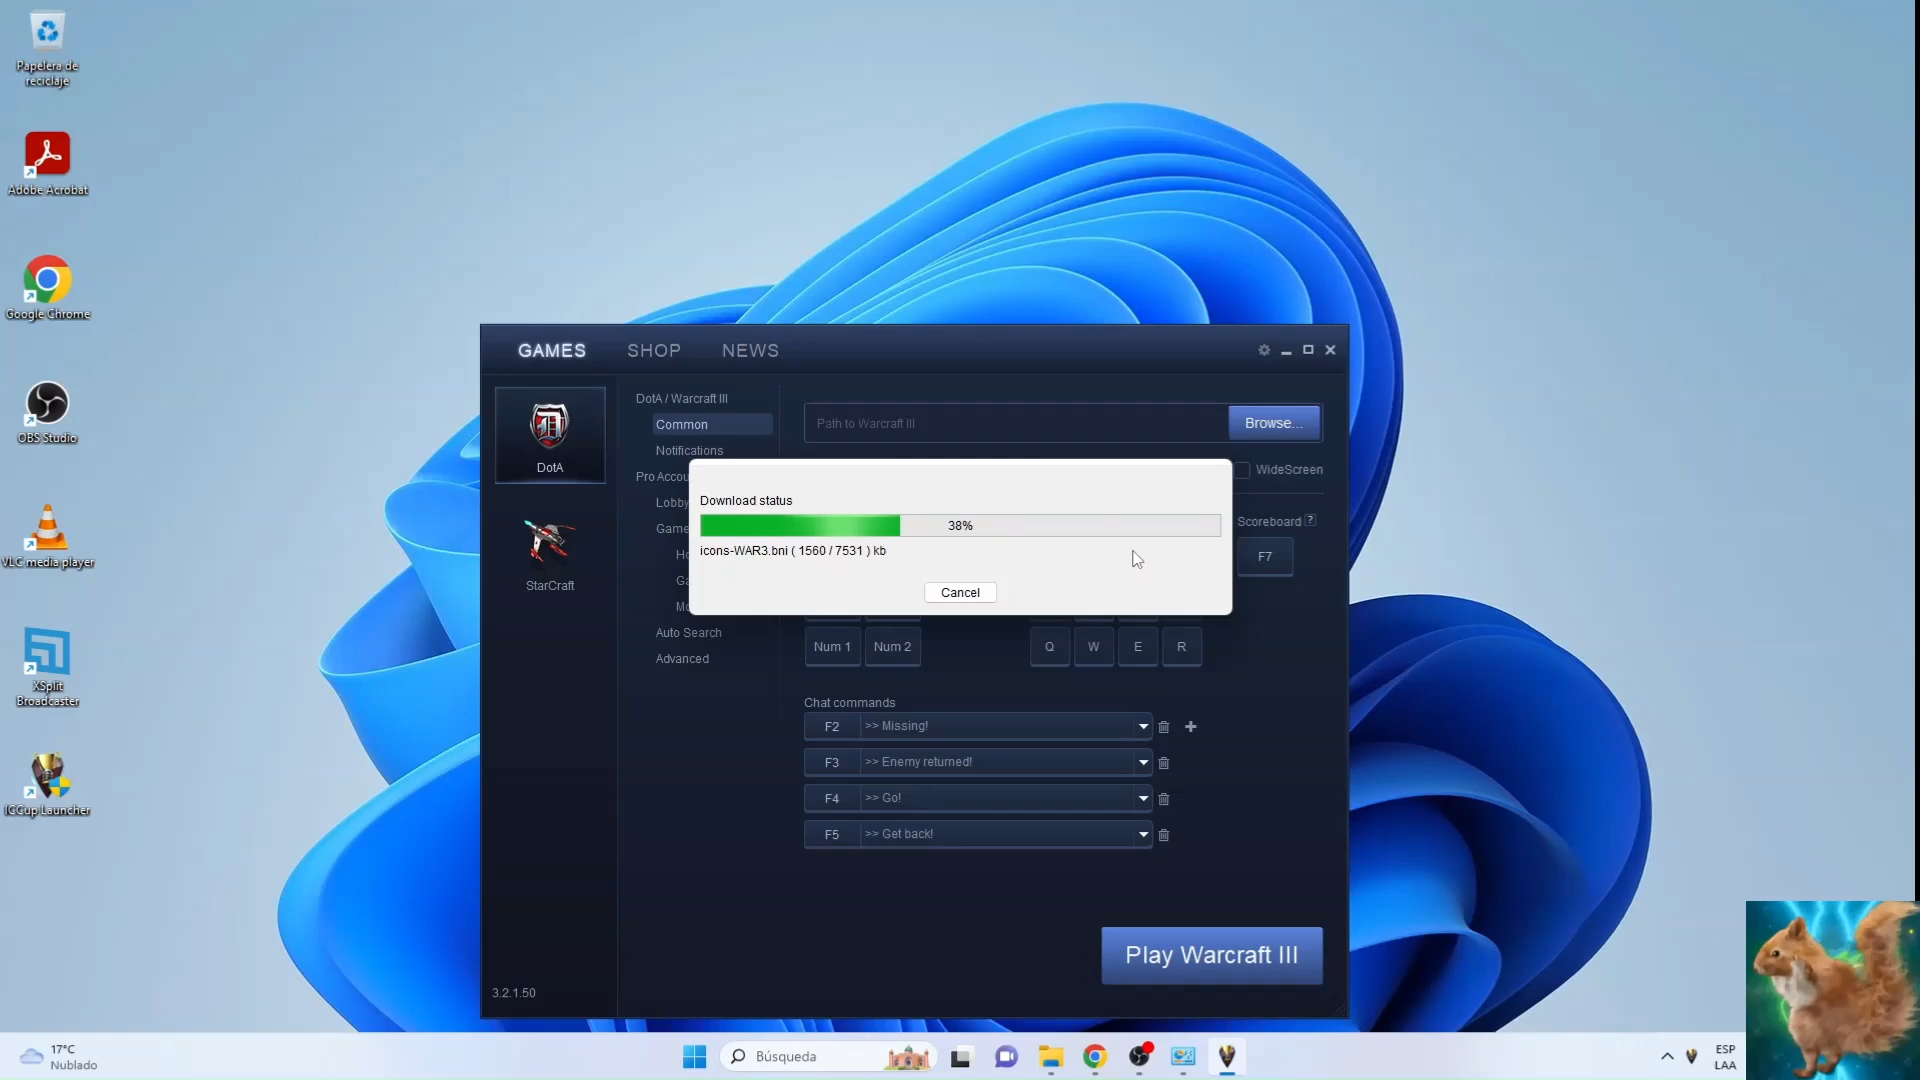 Papelera de
reciclaje
Adobe Acrobat
Google Chrome
OBS Studio
VLC media player
XSplit
Broadcaster
ICCup Launcher
GAMES SHOP NEWS
DotA
StarCraft
3.2.1.50
DotA / Warcraft III
Common
Notifications
Pro Accou
Lobby
Game
Ho
Ga
Mo
Auto Search
Advanced
Path to Warcraft III
Browse...
WideScreen
Scoreboard ?
F7
Download status
38%
icons-WAR3.bni ( 1560 / 7531 ) kb
Cancel
Num 1 Num 2 Q W E R
Chat commands
F2 >> Missing!
F3 >> Enemy returned!
F4 >> Go!
F5 >> Get back!
Play Warcraft III
17°C
Nublado
Búsqueda
ESP
LAA